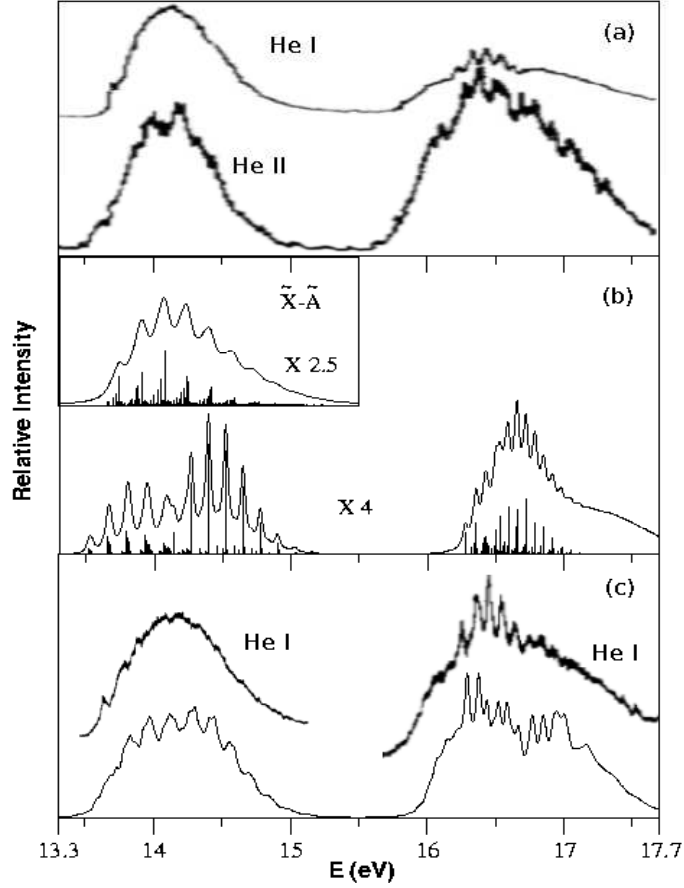 (a)
He I
He II
(b)
X̃-Ã
X 2.5
X 4
(c)
He I
He I
Relative Intensity
13.3 14 15 16 17 17.7
E (eV)